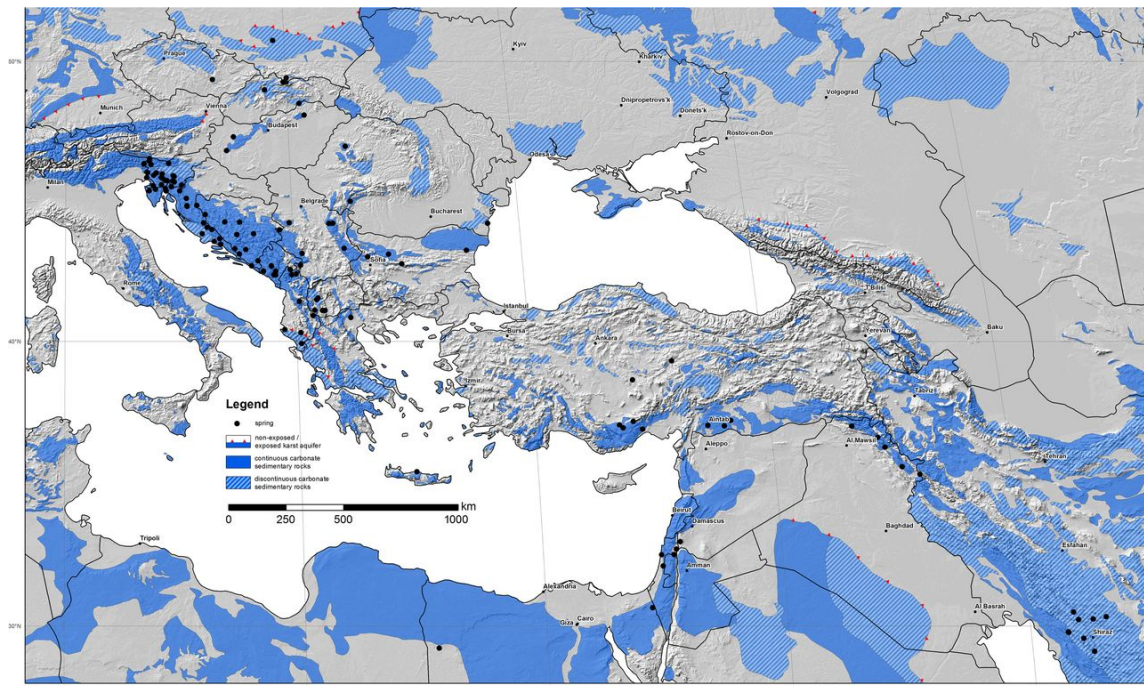 Kyiv
Prague
Kharkiv
50°N
Dnipropetrovs'k
Volgograd
Munich
Vienna
Donets'k
Budapest
Rostov-on-Don
Odesa
Milan
Belgrade
Bucharest
Sofia
Rome
T'Bilisi
Istanbul
Baku
Bursa
Yerevan
40°N
Ankara
Izmir
Tabriz
Legend
spring
Aintab
non-exposed /
exposed karst aquifer
Al Mawsil
Aleppo
continuous carbonate
sedimentary rocks
Tehran
discontinuous carbonate
sedimentary rocks
km
0 250 500 1000
Beirut
Damascus
Baghdad
Tripoli
Esfahan
Amman
Alexandria
Al Basrah
Giza Cairo
30°N
Shiraz